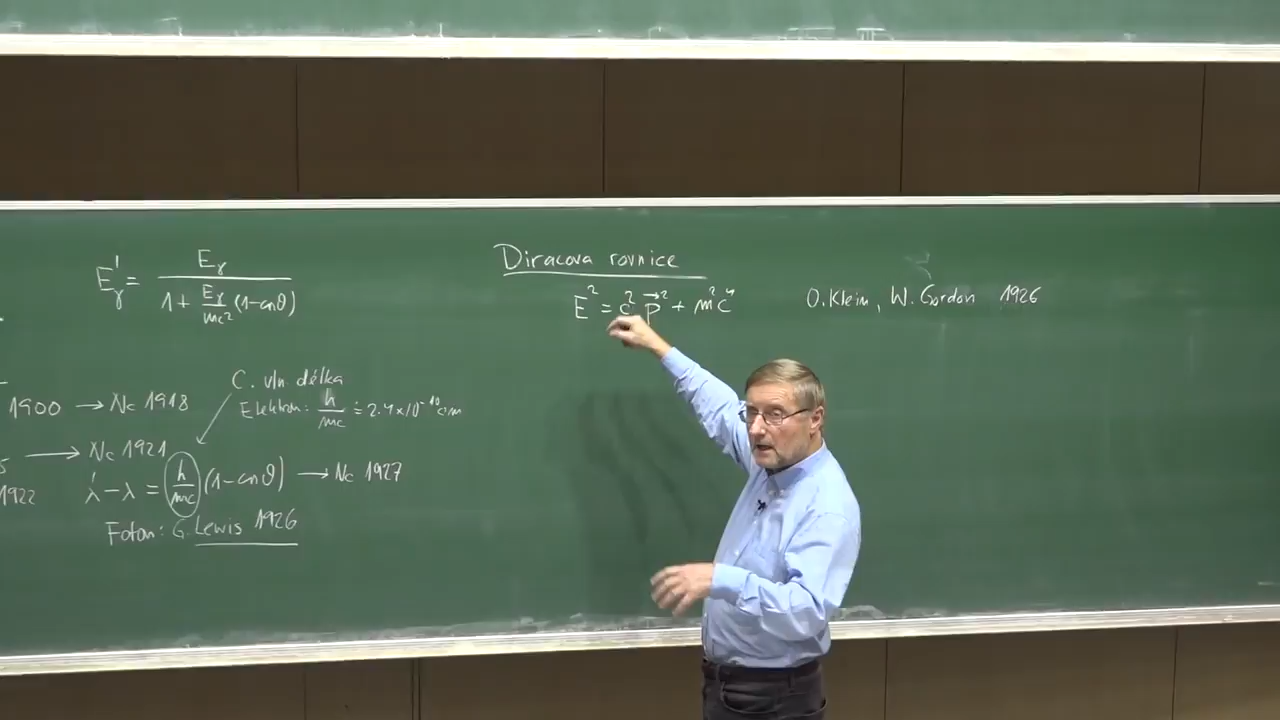 E'ᵧ = Eᵧ / (1 + Eᵧ/mc² (1-cosϑ))
1900 → NC 1918
C. vln. délka
Elektron: h/mc ≐ 2.4×10⁻¹⁰ cm
5 → NC 1921
1922
λ' - λ = h/mc (1-cosϑ) → NC 1927
Foton: G. Lewis 1926
Diracova rovnice
E² = c² p⃗² + m²c⁴
O.Klein, W. Gordon 1926